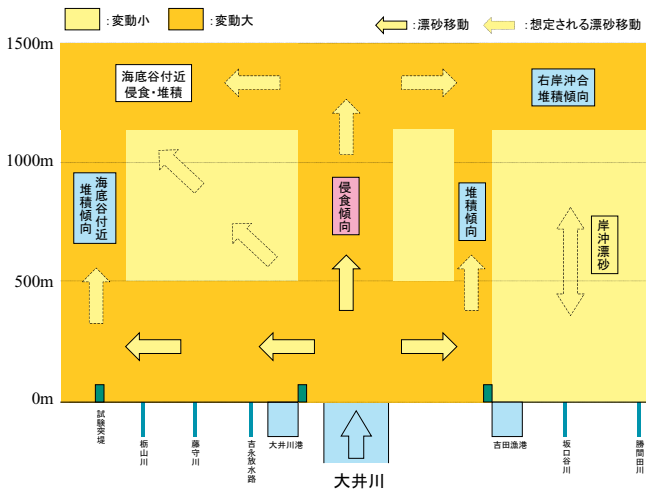 ：変動小
：変動大
：漂砂移動
：想定される漂砂移動
1500m
海底谷付近
侵食・堆積
右岸沖合
堆積傾向
1000m
海底谷付近
堆積傾向
侵食傾向
堆積傾向
岸沖漂砂
500m
0m
試験突堤
栃山川
藤守川
吉永放水路
大井川港
大井川
吉田漁港
坂口谷川
勝間田川